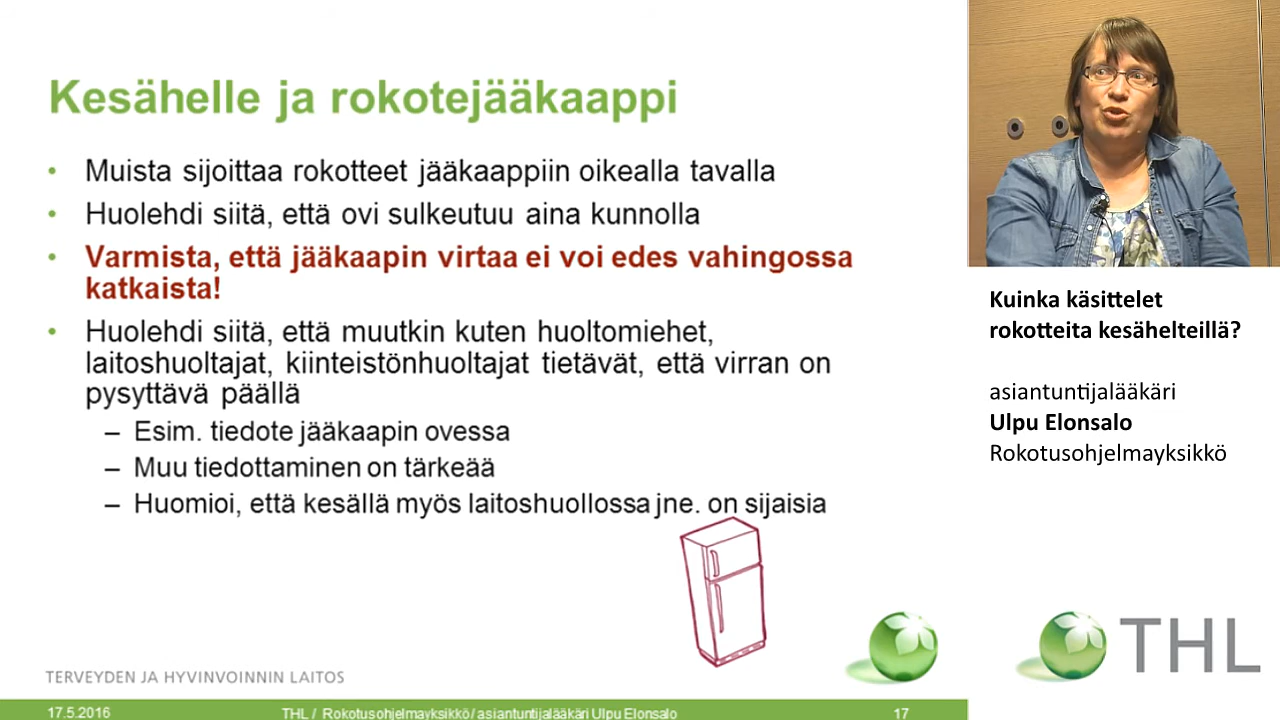 Kesähelle ja rokotejääkaappi
• Muista sijoittaa rokotteet jääkaappiin oikealla tavalla
• Huolehdi siitä, että ovi sulkeutuu aina kunnolla
• Varmista, että jääkaapin virtaa ei voi edes vahingossa
katkaista!
• Huolehdi siitä, että muutkin kuten huoltomiehet,
laitoshuoltajat, kiinteistönhuoltajat tietävät, että virran on
pysyttävä päällä
– Esim. tiedote jääkaapin ovessa
– Muu tiedottaminen on tärkeää
– Huomioi, että kesällä myös laitoshuollossa jne. on sijaisia
TERVEYDEN JA HYVINVOINNIN LAITOS
17.5.2016
THL / Rokotusohjelmayksikkö/ asiantuntijalääkäri Ulpu Elonsalo
17
Kuinka käsittelet
rokotteita kesähelteillä?
asiantuntijalääkäri
Ulpu Elonsalo
Rokotusohjelmayksikkö
THL